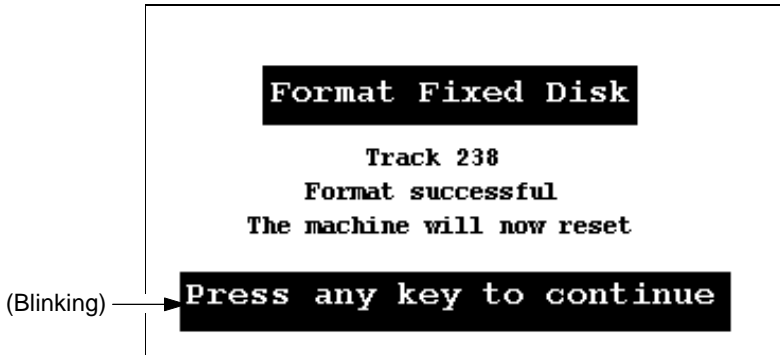 Format Fixed Disk
Track 238
Format successful
The machine will now reset
(Blinking)
Press any key to continue